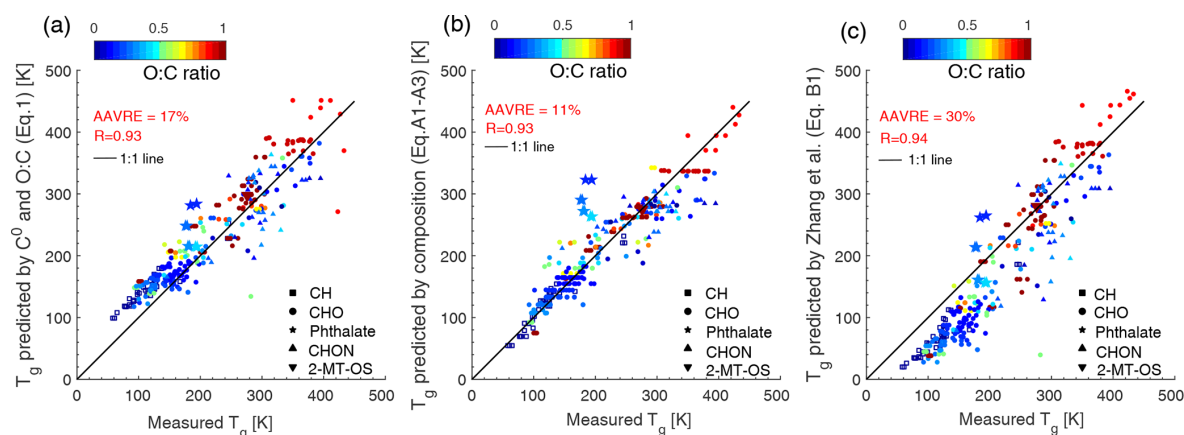 (a)
0 0.5 1
O:C ratio
T_g predicted by C^0 and O:C (Eq.1) [K]
500
400
300
200
100
0
AAVRE = 17%
R=0.93
1:1 line
CH
CHO
Phthalate
CHON
2-MT-OS
0 100 200 300 400 500
Measured T_g [K]
(b)
0 0.5 1
O:C ratio
T_g predicted by composition (Eq.A1-A3) [K]
500
400
300
200
100
0
AAVRE = 11%
R=0.93
1:1 line
CH
CHO
Phthalate
CHON
2-MT-OS
0 100 200 300 400 500
Measured T_g [K]
(c)
0 0.5 1
O:C ratio
T_g predicted by Zhang et al. (Eq. B1)
500
400
300
200
100
0
AAVRE = 30%
R=0.94
1:1 line
CH
CHO
Phthalate
CHON
2-MT-OS
0 100 200 300 400 500
Measured T_g [K]